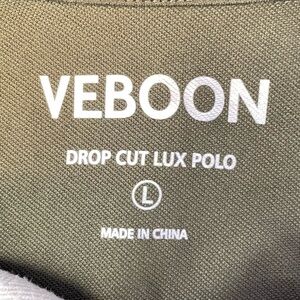 VEBOON
DROP CUT LUX POLO
L
MADE IN CHINA